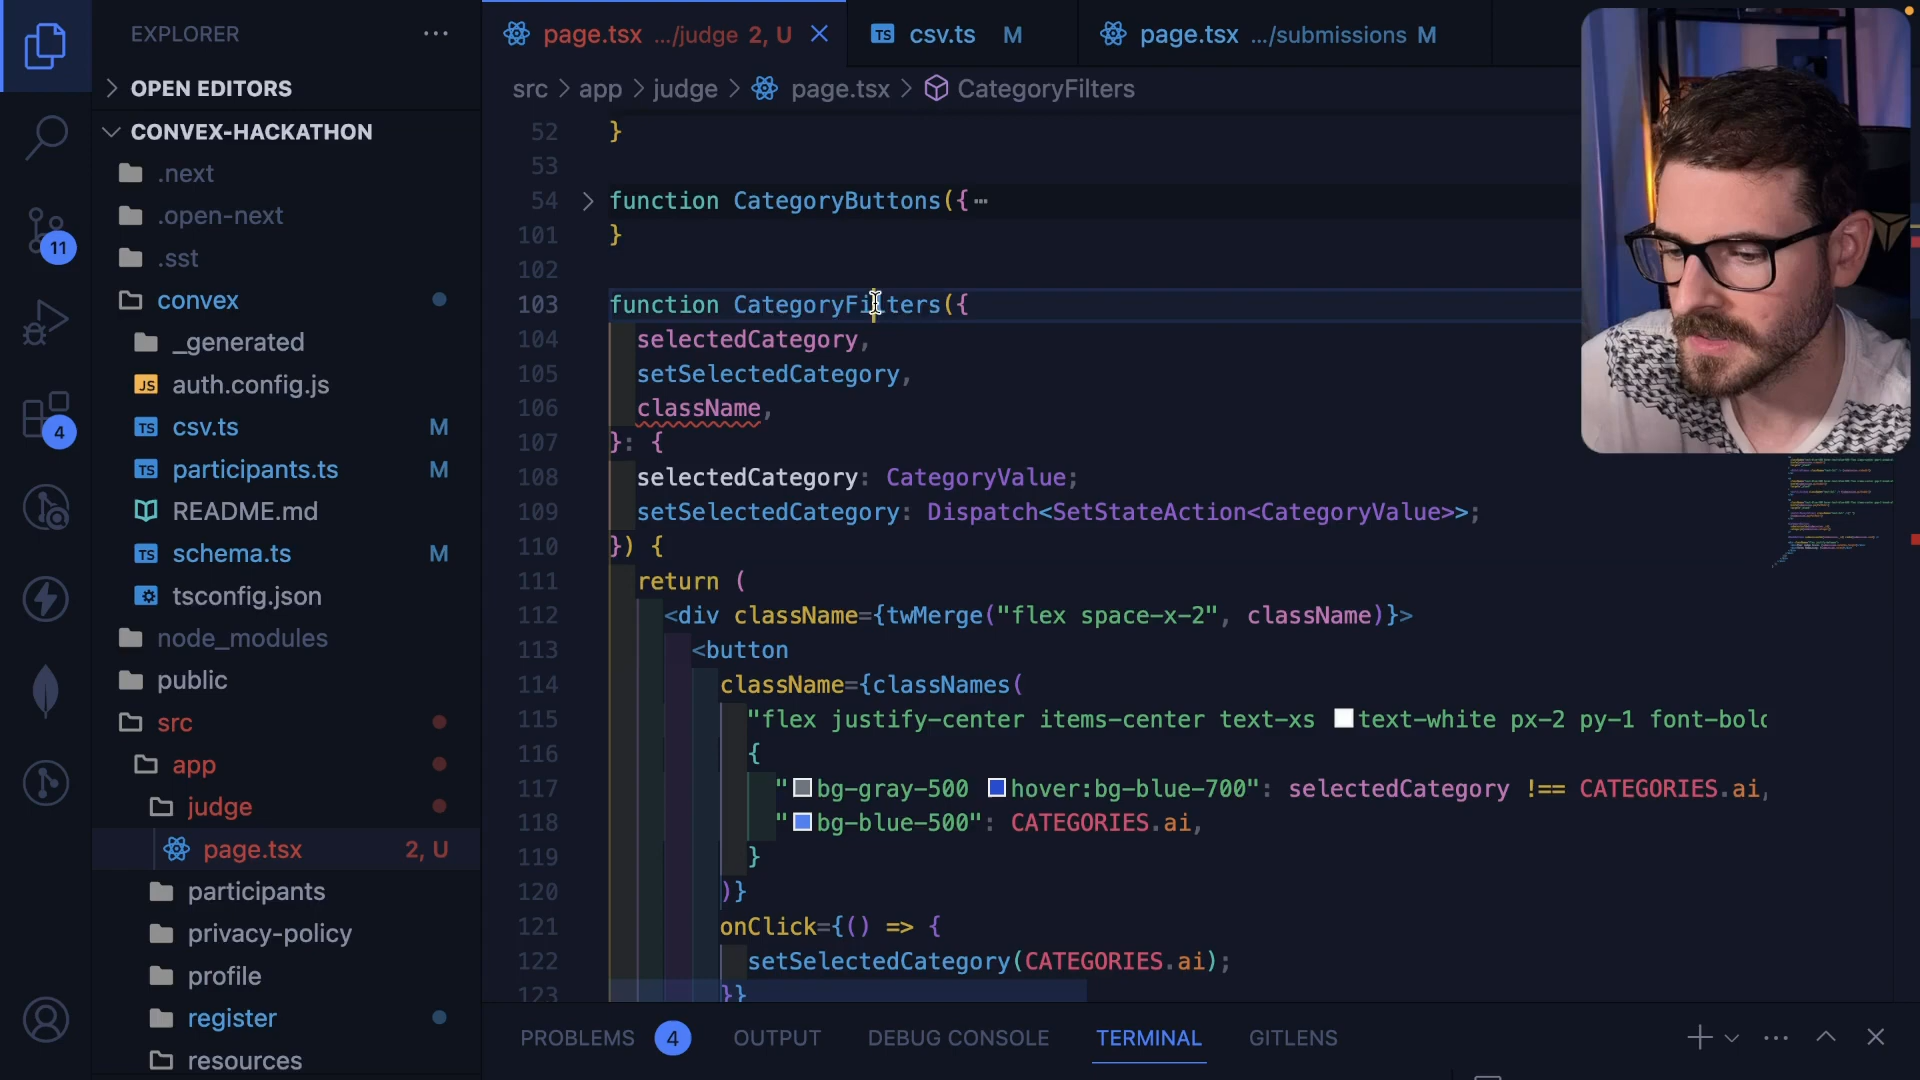 EXPLORER
OPEN EDITORS
CONVEX-HACKATHON
.next
.open-next
.sst
convex
_generated
JS auth.config.js
TS csv.ts M
TS participants.ts M
README.md
TS schema.ts M
tsconfig.json
node_modules
public
src
app
judge
page.tsx 2, U
participants
privacy-policy
profile
register
resources
11
4
page.tsx .../judge 2, U
TS csv.ts M
page.tsx .../submissions M
src > app > judge > page.tsx > CategoryFilters
52 }
53
54 function CategoryButtons({
101 }
102
103 function CategoryFilters({
104 selectedCategory,
105 setSelectedCategory,
106 className,
107 }: {
108 selectedCategory: CategoryValue;
109 setSelectedCategory: Dispatch<SetStateAction<CategoryValue>>;
110 }) {
111 return (
112 <div className={twMerge("flex space-x-2", className)}>
113 <button
114 className={classNames(
115 "flex justify-center items-center text-xs text-white px-2 py-1 font-bold
116 {
117 "bg-gray-500 hover:bg-blue-700": selectedCategory !== CATEGORIES.ai,
118 "bg-blue-500": CATEGORIES.ai,
119 }
120 )}
121 onClick={() => {
122 setSelectedCategory(CATEGORIES.ai);
123 }}
PROBLEMS 4 OUTPUT DEBUG CONSOLE TERMINAL GITLENS